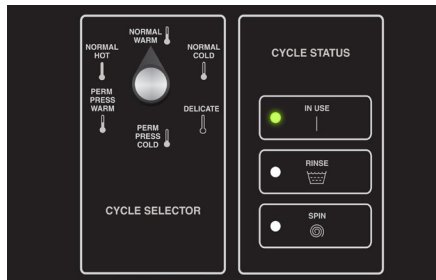 NORMAL
WARM
NORMAL
HOT
NORMAL
COLD
PERM
PRESS
WARM
PERM
PRESS
COLD
DELICATE
CYCLE SELECTOR
CYCLE STATUS
IN USE
RINSE
SPIN